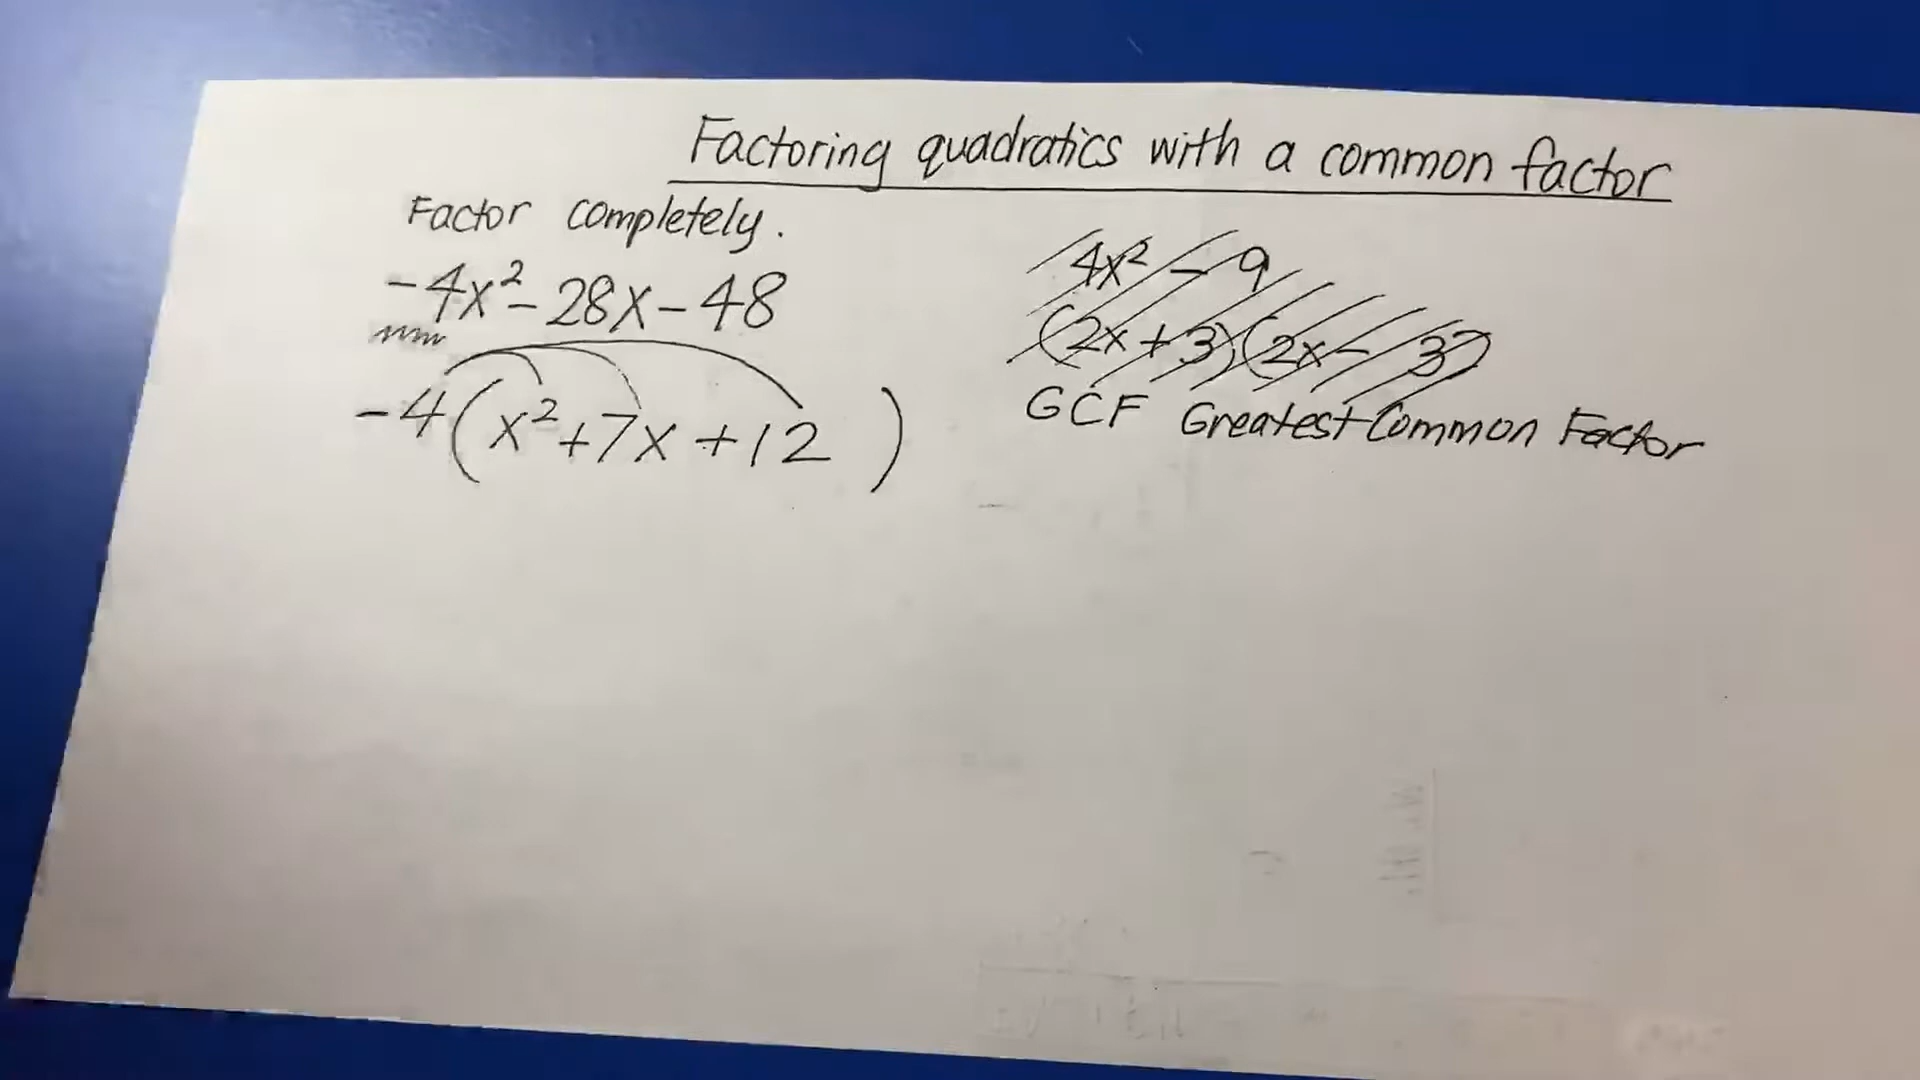 Factoring quadratics with a common factor
Factor completely.
-4x² - 28x - 48
-4(x² + 7x + 12 )
4x² - 9
(2x + 3)(2x - 3)
GCF Greatest Common Factor